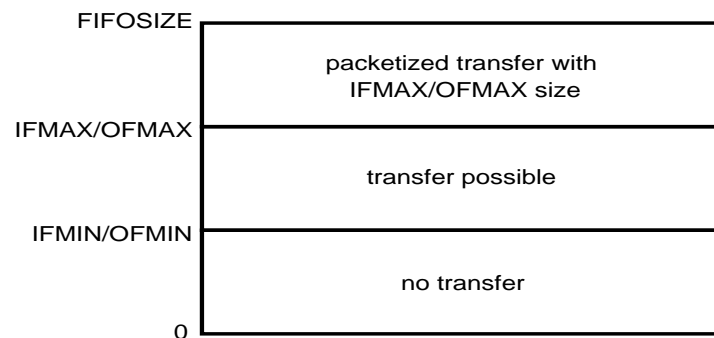 FIFOSIZE
packetized transfer with
IFMAX/OFMAX size
IFMAX/OFMAX
transfer possible
IFMIN/OFMIN
no transfer
0